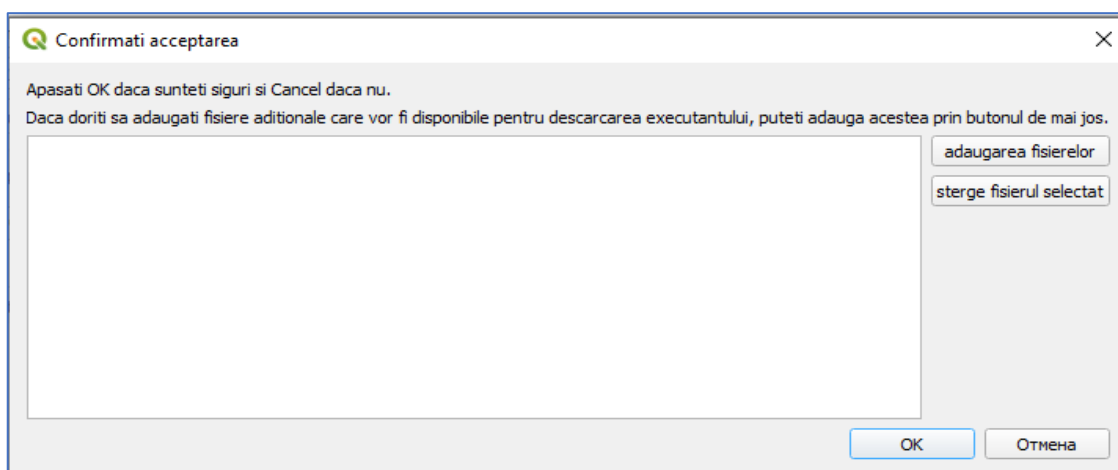 Confirmati acceptarea
Apasati OK daca sunteti siguri si Cancel daca nu.
Daca doriti sa adaugati fisiere aditionale care vor fi disponibile pentru descarcarea executantului, puteti adauga acestea prin butonul de mai jos.
adaugarea fisierelor
sterge fisierul selectat
OK Отмена